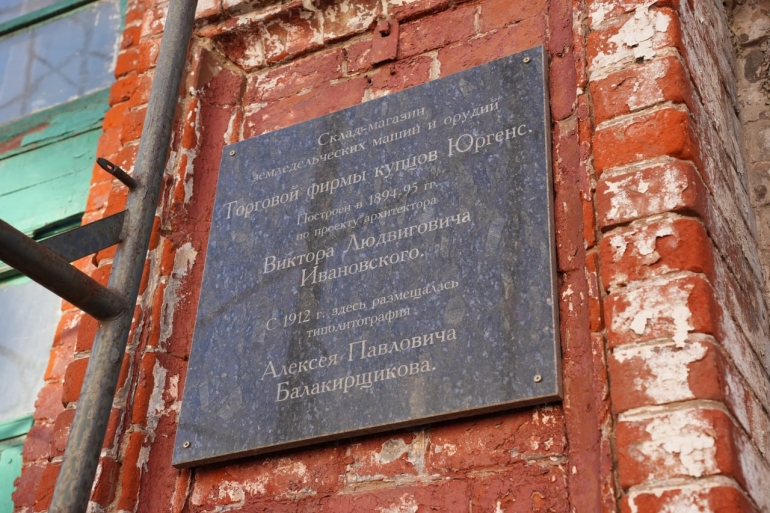 Склад-магазин
земледельческих маший и орудий
Торговой фирмы купцов Юргенс.
Построен в 1894-95 гг.
по проекту архитектора
Виктора Людвиговича
Ивановского.
С 1912 г. здесь размещалась
типолитография
Алексея Павловича
Балакирщикова.